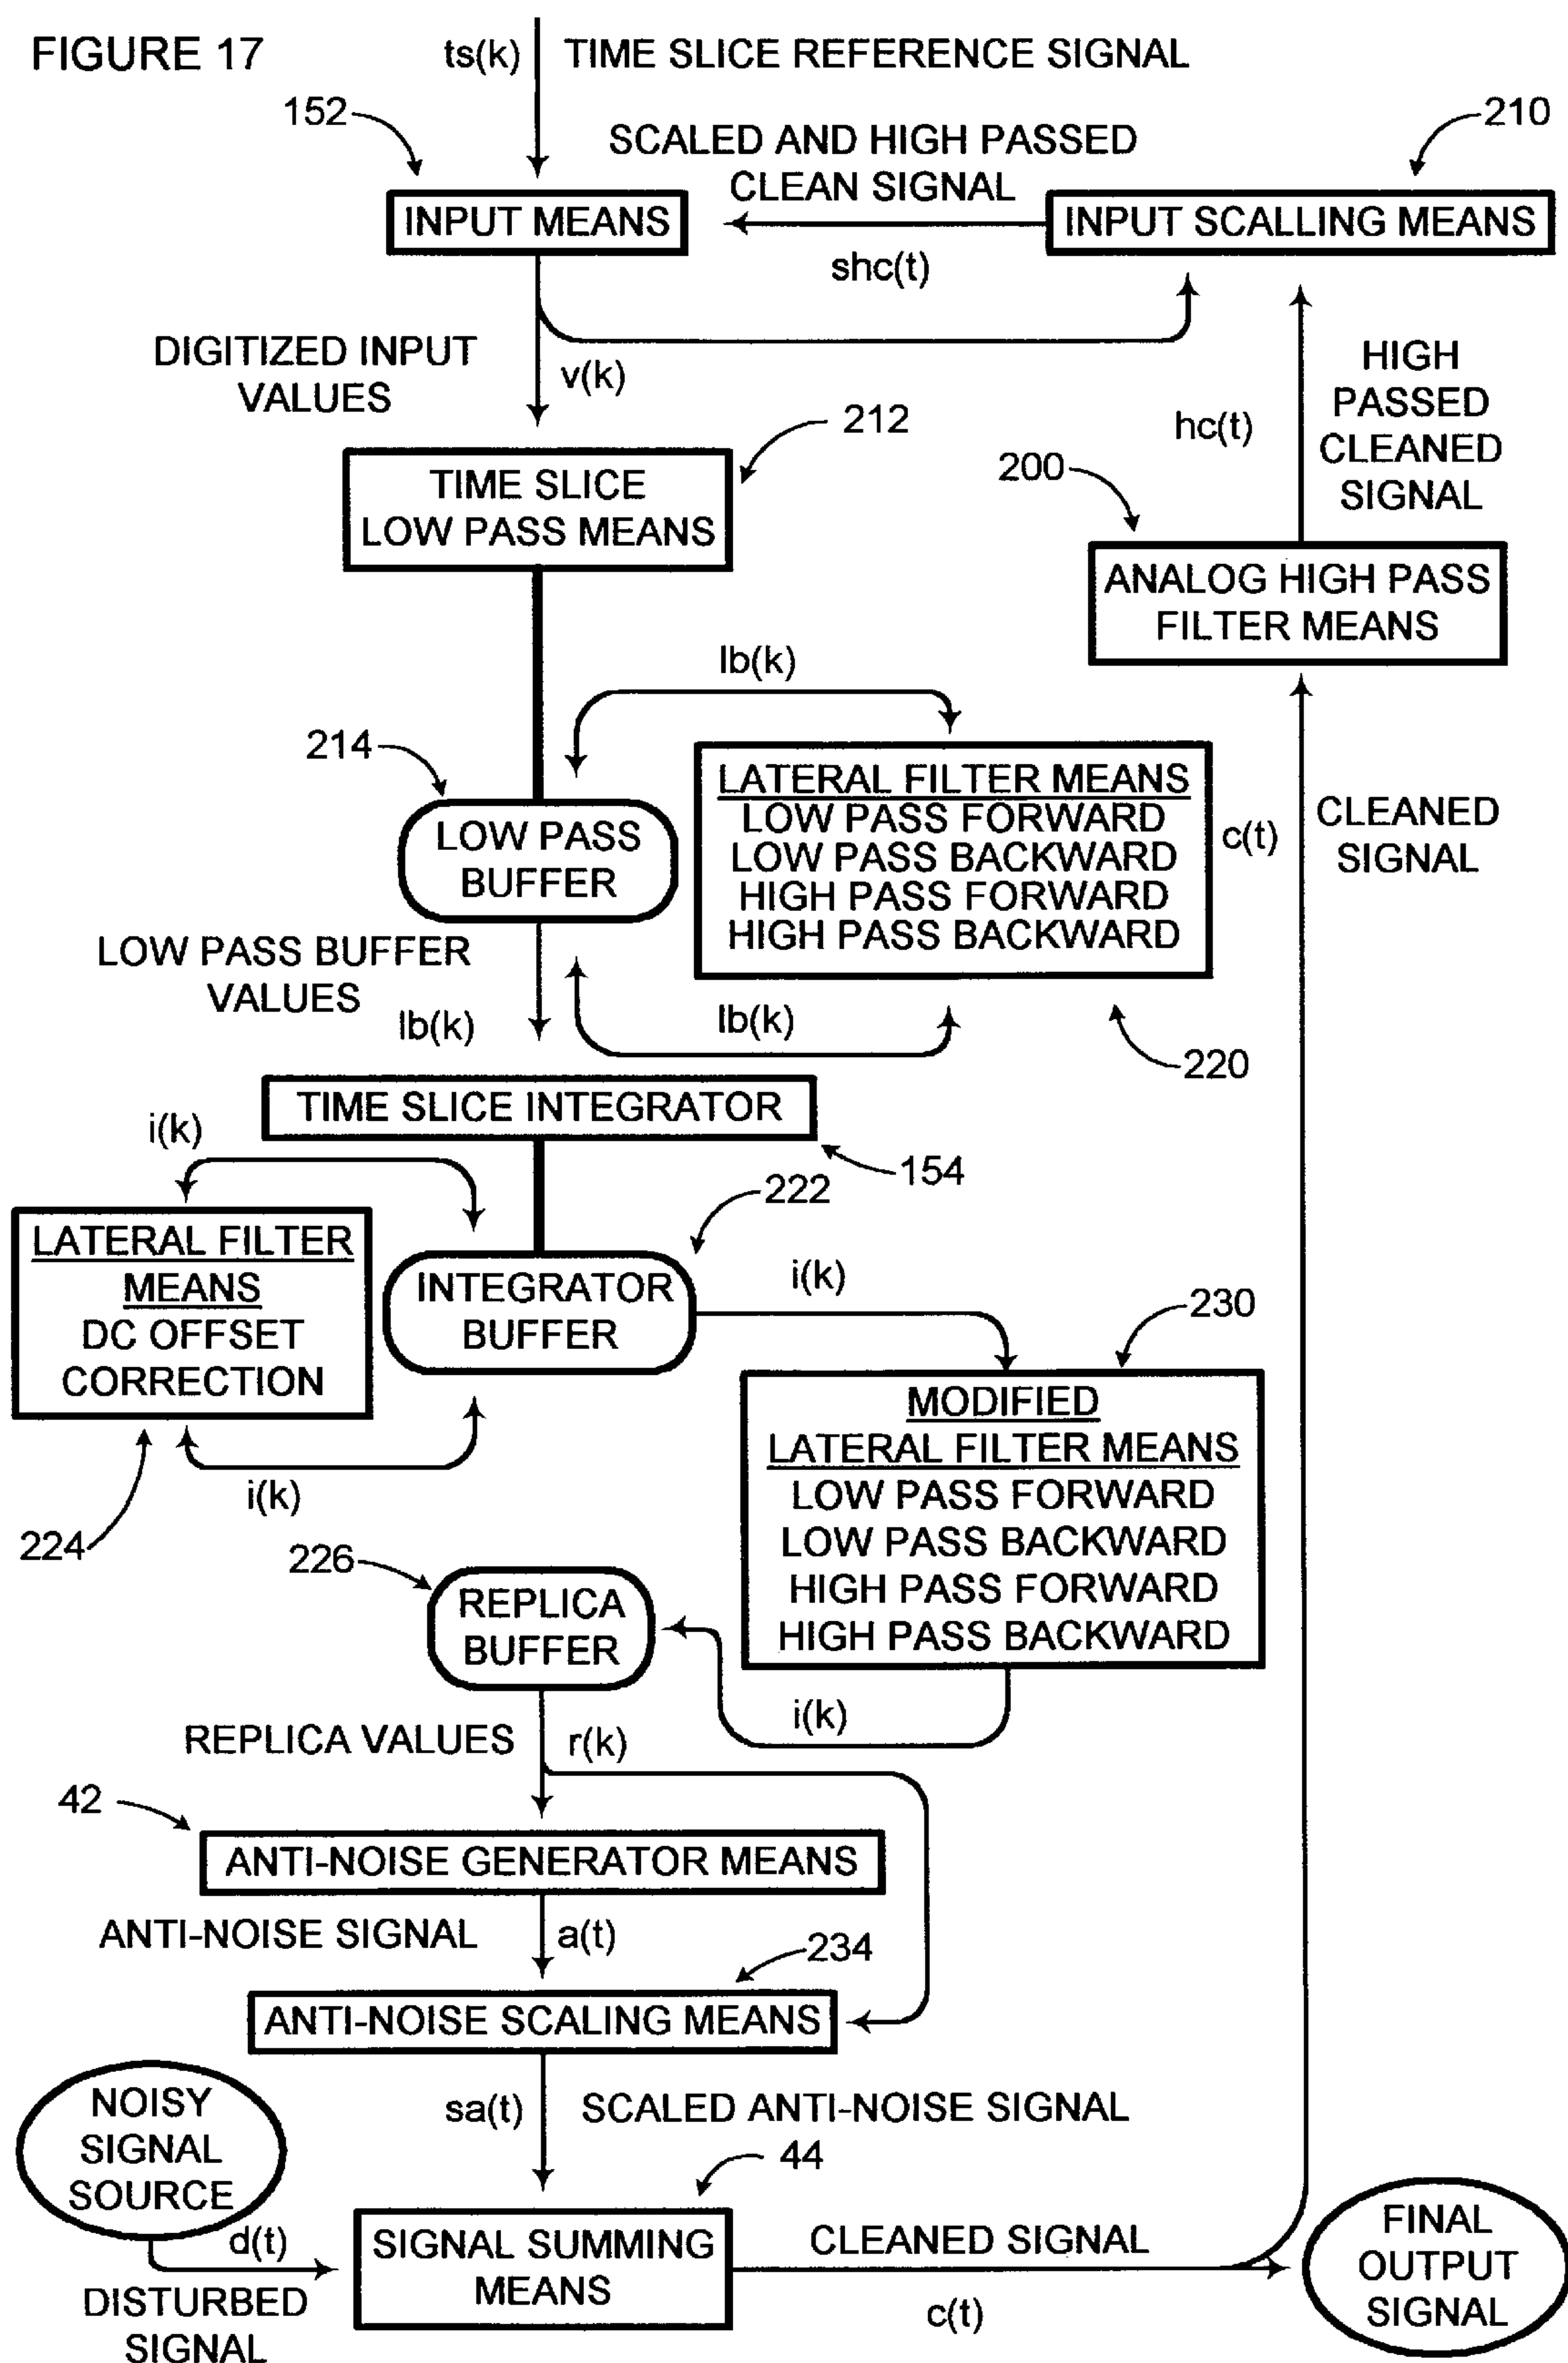 FIGURE 17
ts(k)
TIME SLICE REFERENCE SIGNAL
152
SCALED AND HIGH PASSED
CLEAN SIGNAL
210
INPUT MEANS
INPUT SCALLING MEANS
shc(t)
DIGITIZED INPUT
VALUES
v(k)
HIGH
PASSED
CLEANED
SIGNAL
hc(t)
212
200
TIME SLICE
LOW PASS MEANS
ANALOG HIGH PASS
FILTER MEANS
lb(k)
214
LOW PASS
BUFFER
LATERAL FILTER MEANS
LOW PASS FORWARD
LOW PASS BACKWARD
HIGH PASS FORWARD
HIGH PASS BACKWARD
c(t)
CLEANED
SIGNAL
LOW PASS BUFFER
VALUES
lb(k)
lb(k)
220
TIME SLICE INTEGRATOR
i(k)
154
222
LATERAL FILTER
MEANS
DC OFFSET
CORRECTION
INTEGRATOR
BUFFER
i(k)
230
MODIFIED
LATERAL FILTER MEANS
LOW PASS FORWARD
LOW PASS BACKWARD
HIGH PASS FORWARD
HIGH PASS BACKWARD
i(k)
224
226
REPLICA
BUFFER
i(k)
REPLICA VALUES
r(k)
42
ANTI-NOISE GENERATOR MEANS
ANTI-NOISE SIGNAL
a(t)
234
ANTI-NOISE SCALING MEANS
NOISY
SIGNAL
SOURCE
sa(t)
SCALED ANTI-NOISE SIGNAL
44
d(t)
DISTURBED
SIGNAL
SIGNAL SUMMING
MEANS
CLEANED SIGNAL
c(t)
FINAL
OUTPUT
SIGNAL